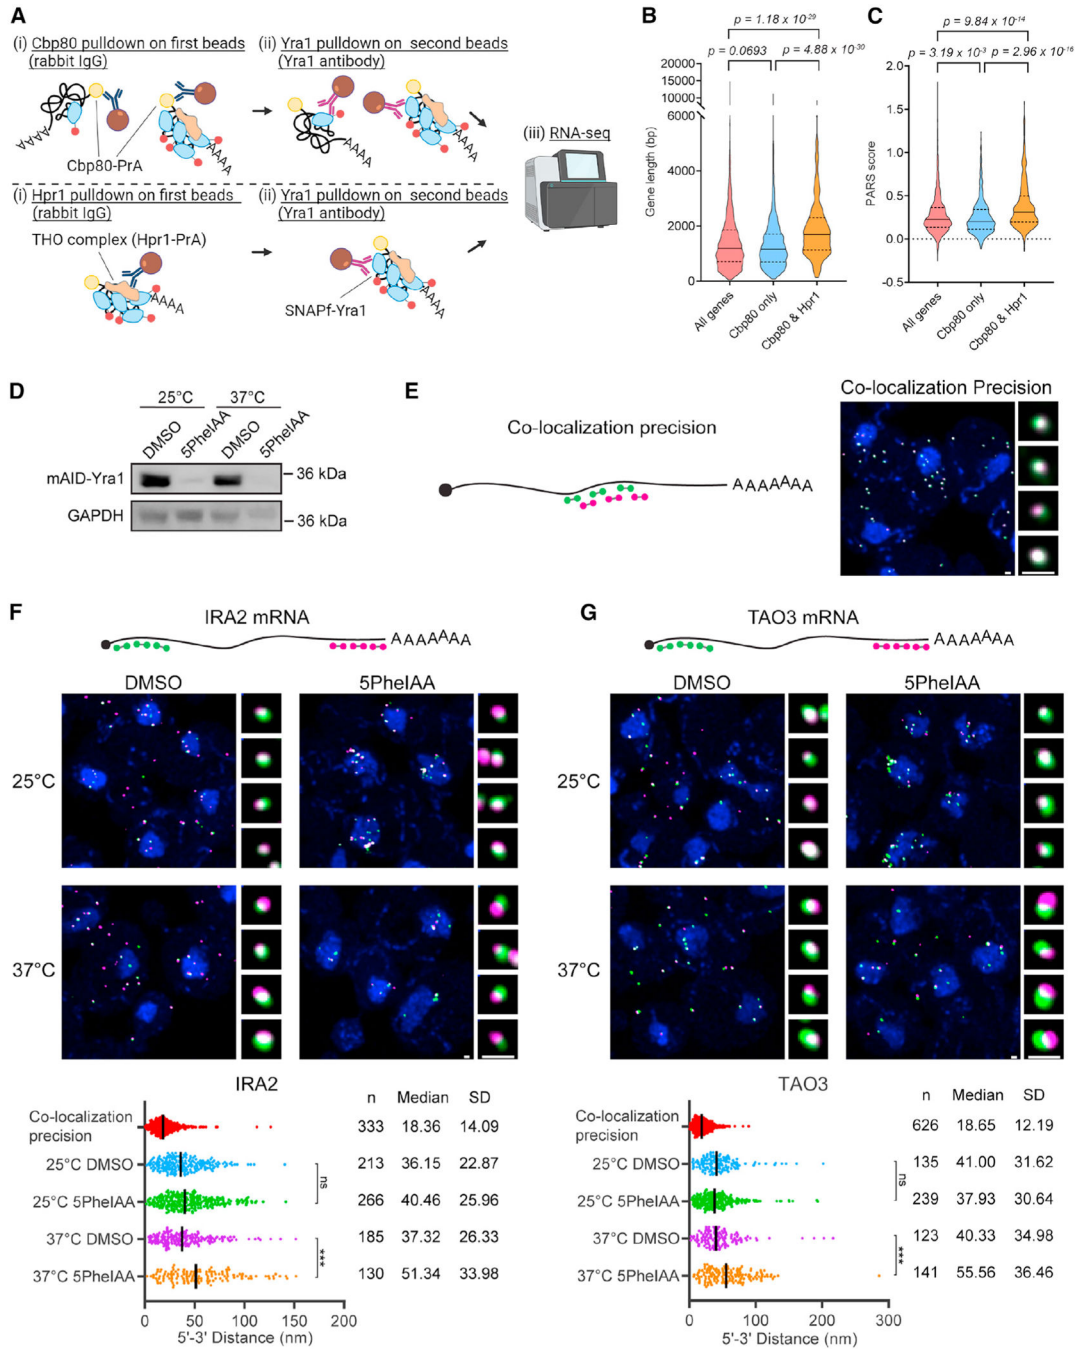 A
(i) Cbp80 pulldown on first beads
(rabbit IgG)
(ii) Yra1 pulldown on second beads
(Yra1 antibody)
AAAA
AAAA
Cbp80-PrA
AAAA
AAAA
(iii) RNA-seq
(i) Hpr1 pulldown on first beads
(rabbit IgG)
(ii) Yra1 pulldown on second beads
(Yra1 antibody)
THO complex (Hpr1-PrA)
AAAA
SNAPf-Yra1
AAAA
B
p = 1.18 x 10-29
p = 0.0693
p = 4.88 x 10-30
Gene length (bp)
20000
15000
10000
6000
4000
2000
0
All genes
Cbp80 only
Cbp80 & Hpr1
C
p = 9.84 x 10-14
p = 3.19 x 10-3
p = 2.96 x 10-16
PARS score
2.0
1.5
1.0
0.5
0.0
-0.5
All genes
Cbp80 only
Cbp80 & Hpr1
D
25°C
37°C
DMSO
5PheIAA
DMSO
5PheIAA
mAID-Yra1
36 kDa
GAPDH
36 kDa
E
Co-localization precision
AAAAAAA
Co-localization Precision
F
IRA2 mRNA
AAAAAAA
DMSO
5PheIAA
25°C
37°C
IRA2
n Median SD
Co-localization precision 333 18.36 14.09
25°C DMSO 213 36.15 22.87
25°C 5PheIAA 266 40.46 25.96
37°C DMSO 185 37.32 26.33
37°C 5PheIAA 130 51.34 33.98
ns
***
0 50 100 150 200
5'-3' Distance (nm)
G
TAO3 mRNA
AAAAAAA
DMSO
5PheIAA
25°C
37°C
TAO3
n Median SD
Co-localization precision 626 18.65 12.19
25°C DMSO 135 41.00 31.62
25°C 5PheIAA 239 37.93 30.64
37°C DMSO 123 40.33 34.98
37°C 5PheIAA 141 55.56 36.46
ns
***
0 100 200 300
5'-3' Distance (nm)